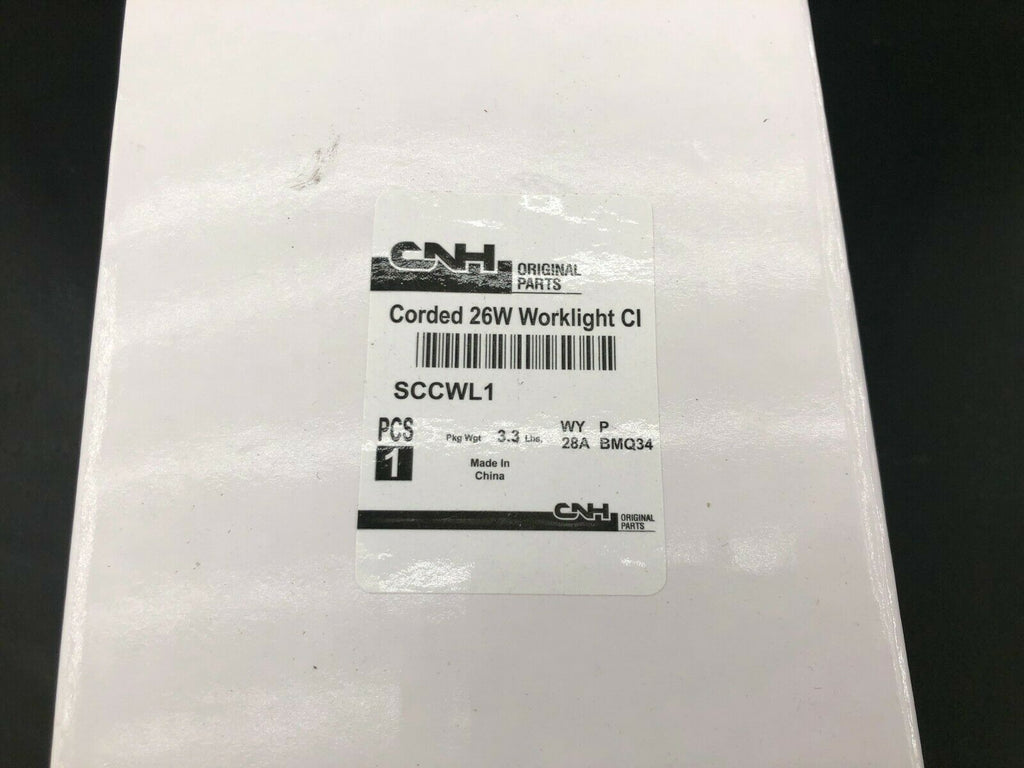 CNH
ORIGINAL
PARTS
Corded 26W Worklight CI
SCCWL1
PCS
1
Pkg Wgt 3.3 Lbs,
WY P
28A BMQ34
Made In
China
CNH
ORIGINAL
PARTS